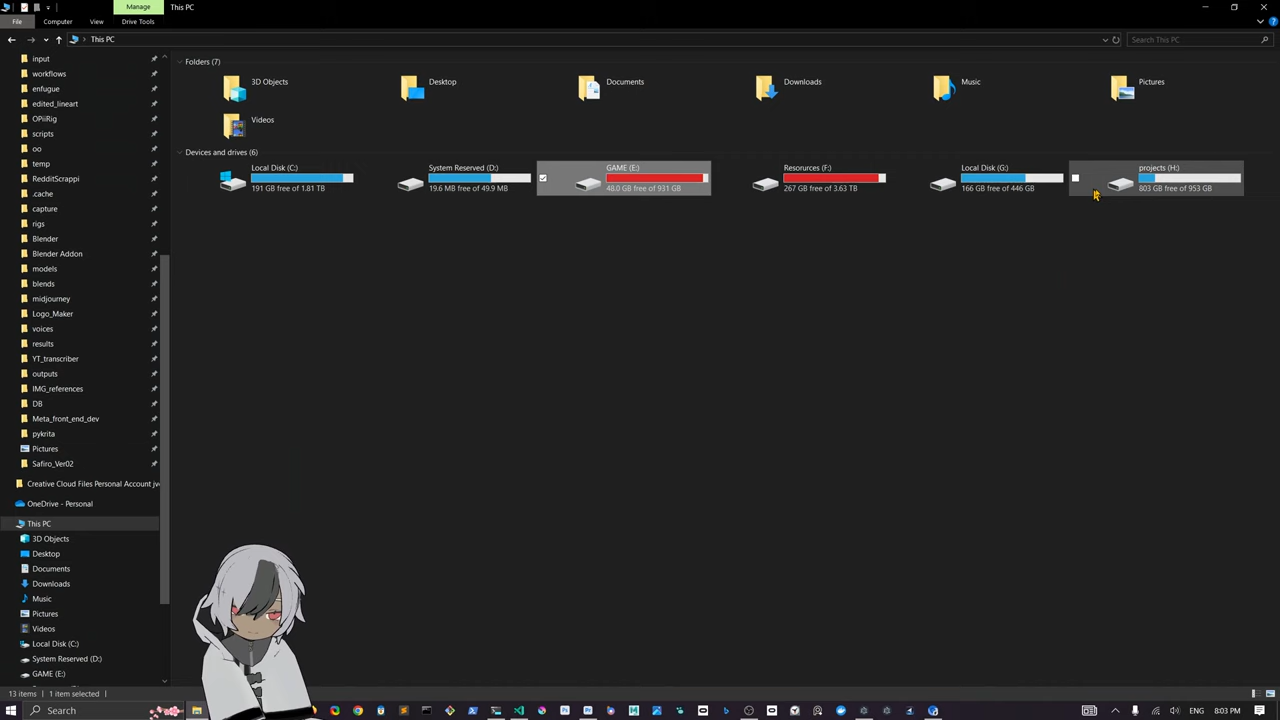 Manage
This PC
File
Computer
View
Drive Tools
This PC
Search This PC
input
workflows
enfugue
edited_lineart
OPiiRig
scripts
oo
temp
RedditScrappi
.cache
capture
rigs
Blender
Blender Addon
models
blends
midjourney
Logo_Maker
voices
results
YT_transcriber
outputs
IMG_references
DB
Meta_front_end_dev
pykrita
Pictures
Safiro_Ver02
Creative Cloud Files Personal Account jv
OneDrive - Personal
This PC
3D Objects
Desktop
Documents
Downloads
Music
Pictures
Videos
Local Disk (C:)
System Reserved (D:)
GAME (E:)
Folders (7)
3D Objects
Desktop
Documents
Downloads
Music
Pictures
Videos
Devices and drives (6)
Local Disk (C:)
191 GB free of 1.81 TB
System Reserved (D:)
19.6 MB free of 49.9 MB
GAME (E:)
48.0 GB free of 931 GB
Resorurces (F:)
267 GB free of 3.63 TB
Local Disk (G:)
166 GB free of 446 GB
projects (H:)
803 GB free of 953 GB
13 items
1 item selected
Search
ENG
8:03 PM